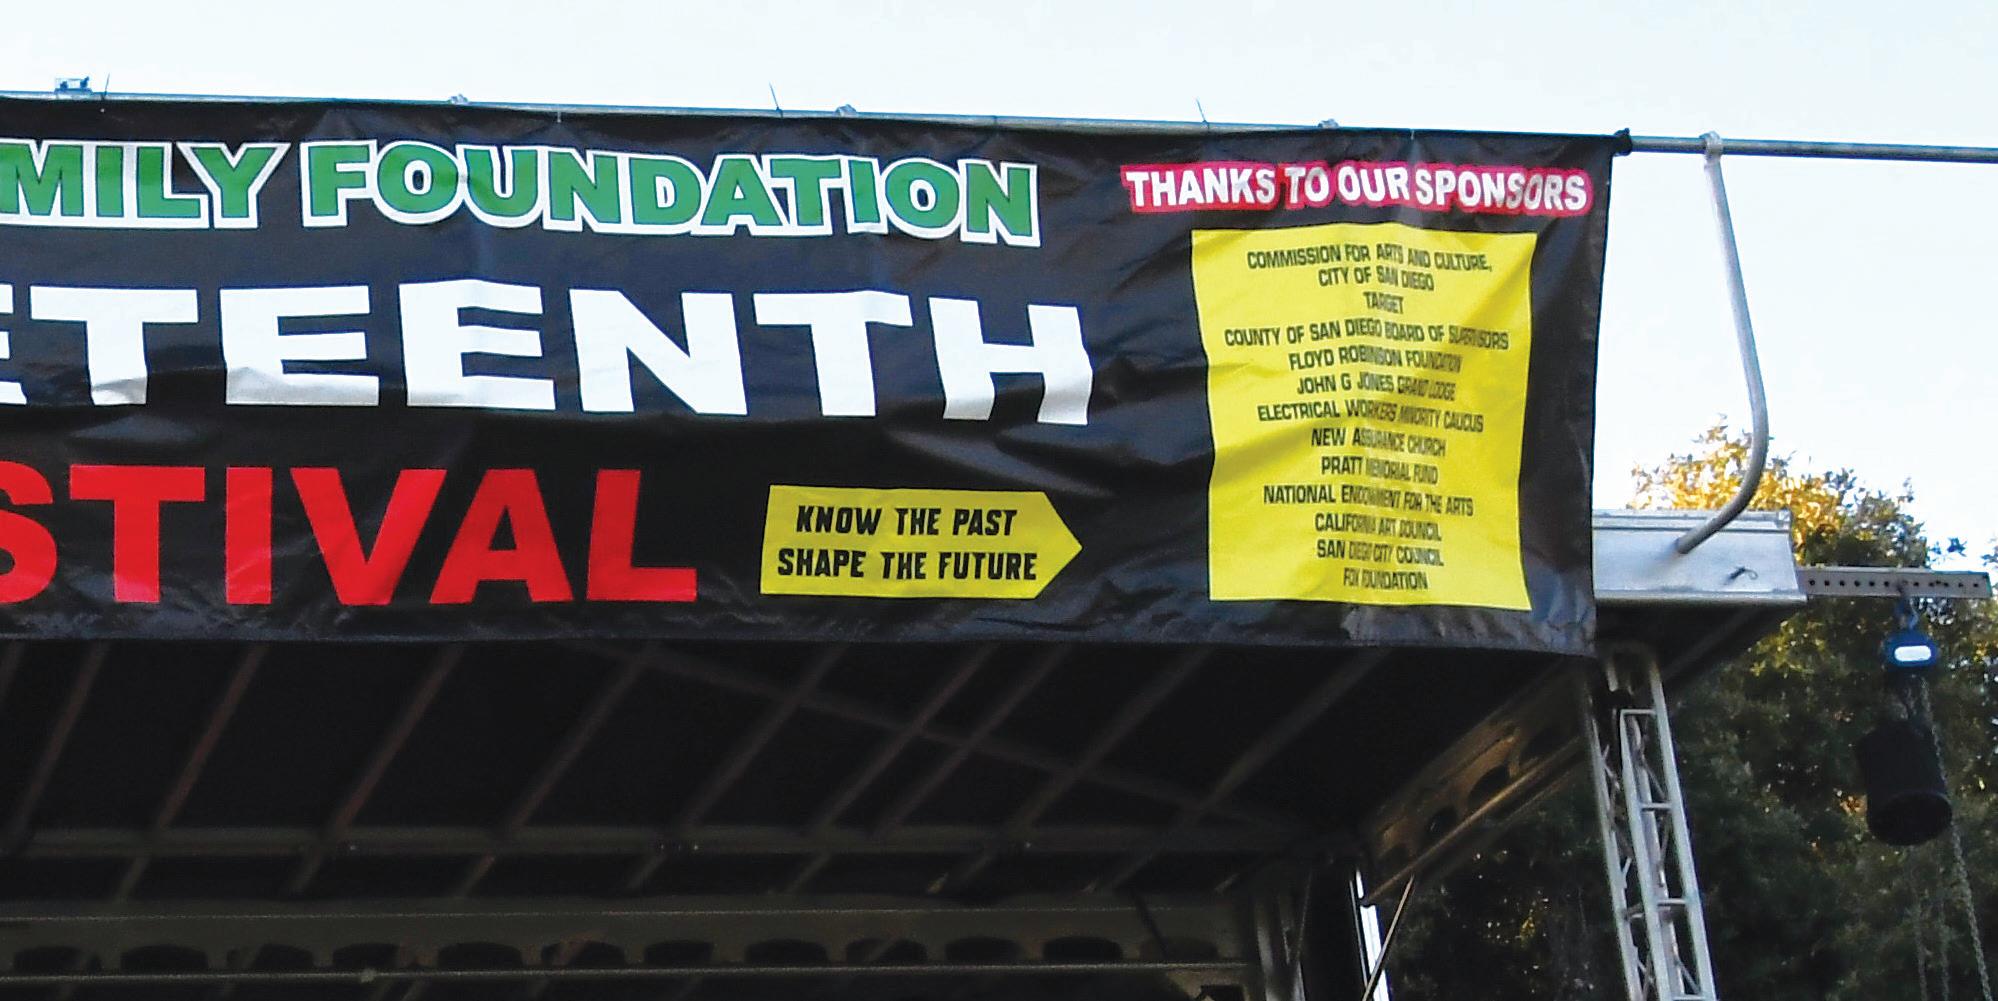 MILY FOUNDATION
ETEENTH
STIVAL
KNOW THE PAST
SHAPE THE FUTURE
THANKS TO OUR SPONSORS
COMMISSION FOR ARTS AND CULTURE,
CITY OF SAN DIEGO
TARGET
COUNTY OF SAN DIEGO BOARD OF SUPERVISORS
FLOYD ROBINSON FOUNDATION
JOHN G JONES GRAND LODGE
ELECTRICAL WORKERS MINORITY CAUCUS
NEW ASSURANCE CHURCH
PRATT MEMORIAL FUND
NATIONAL ENDOWMENT FOR THE ARTS
CALIFORNIA ART COUNCIL
SAN DIEGO CITY COUNCIL
FOX FOUNDATION